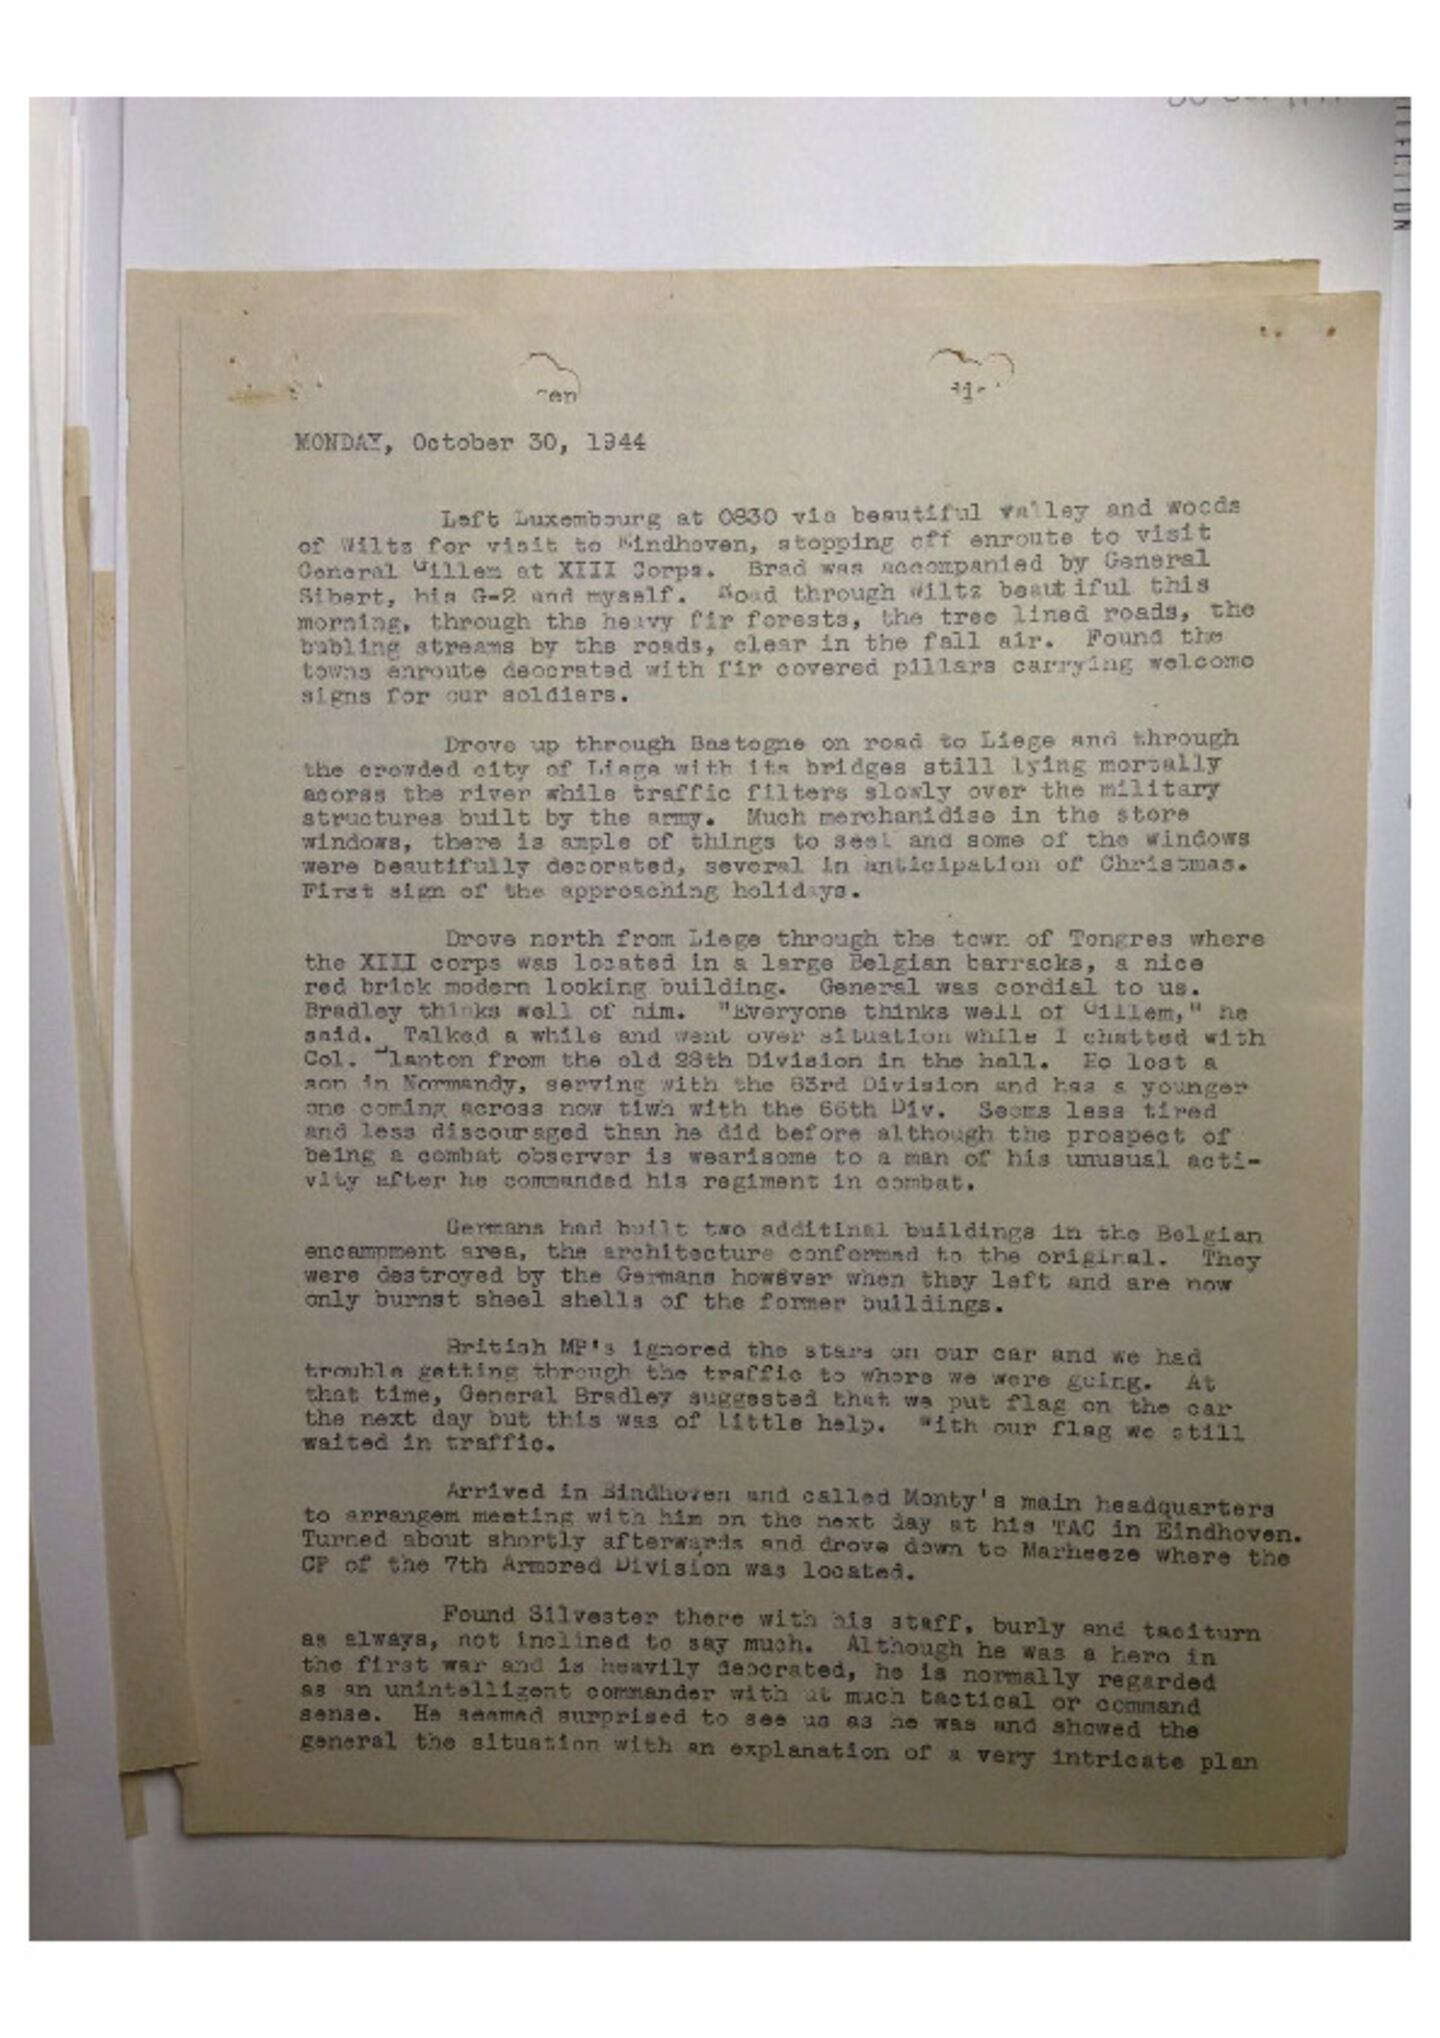 MONDAY, October 30, 1944
Left Luxembourg at 0830 via beautiful valley and woods
of Wiltz for visit to Eindhoven, stopping off enroute to visit
General Gillem at XIII Corps. Brad was accompanied by General
Sibert, his G-2 and myself. Road through Wiltz beautiful this
morning, through the heavy fir forests, the tree lined roads, the
bubling streams by the roads, clear in the fall air. Found the
towns enroute deocrated with fir covered pillars carrying welcome
signs for our soldiers.
Drove up through Bastogne on road to Liege and through
the crowded city of Liege with its bridges still lying mortally
acorss the river while traffic filters slowly over the military
structures built by the army. Much merchanidise in the store
windows, there is ample of things to seel and some of the windows
were beautifully decorated, several in anticipation of Christmas.
First sign of the approaching holidays.
Drove north from Liege through the town of Tongres where
the XIII corps was located in a large Belgian barracks, a nice
red brick modern looking building. General was cordial to us.
Bradley thinks well of him. "Everyone thinks well of Gillem," he
said. Talked a while and went over situation while I chatted with
Col. from the old 28th Division in the hall. He lost a
son in Normandy, serving with the 83rd Division and has a younger
one coming across now tiwh with the 66th Div. Seems less tired
and less discouraged than he did before although the prospect of
being a combat observer is wearisome to a man of his unusual acti-
vity after he commanded his regiment in combat.
Germans had built two additinal buildings in the Belgian
encampment area, the architecture conformed to the original. They
were destroyed by the Germans however when they left and are now
only burnst sheel shells of the former buildings.
British MP's ignored the stars on our car and we had
trouble getting through the traffic to where we were going. At
that time, General Bradley suggested that we put flag on the car
the next day but this was of little help. With our flag we still
waited in traffic.
Arrived in Eindhoven and called Monty's main headquarters
to arrangem meeting with him on the next day at his TAC in Eindhoven.
Turned about shortly afterwards and drove down to Marheeze where the
CP of the 7th Armored Division was located.
Found Silvester there with his staff, burly and taciturn
as always, not inclined to say much. Although he was a hero in
the first war and is heavily deocrated, he is normally regarded
as an unintelligent commander with ut much tactical or command
sense. He seemed surprised to see us as he was and showed the
general the situation with an explanation of a very intricate plan